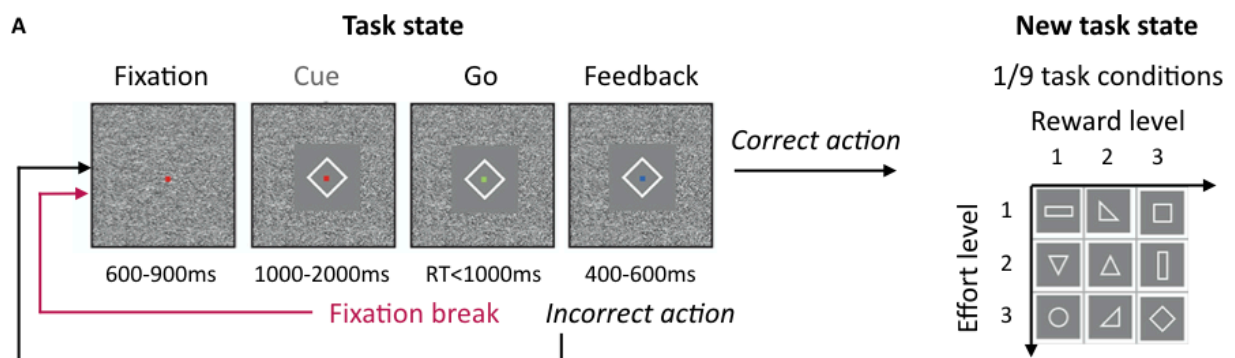 A
Task state
New task state
Fixation
Cue
Go
Feedback
1/9 task conditions
Correct action
Reward level
1 2 3
Effort level
1
2
3
600-900ms
1000-2000ms
RT<1000ms
400-600ms
Fixation break
Incorrect action